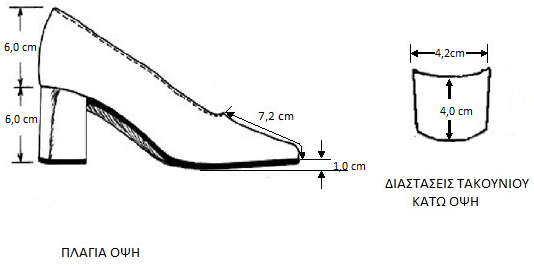 6,0 cm
6,0 cm
7,2 cm
1,0 cm
ΠΛΑΓΙΑ ΟΨΗ
4,2cm
4,0 cm
ΔΙΑΣΤΑΣΕΙΣ ΤΑΚΟΥΝΙΟΥ
ΚΑΤΩ ΟΨΗ